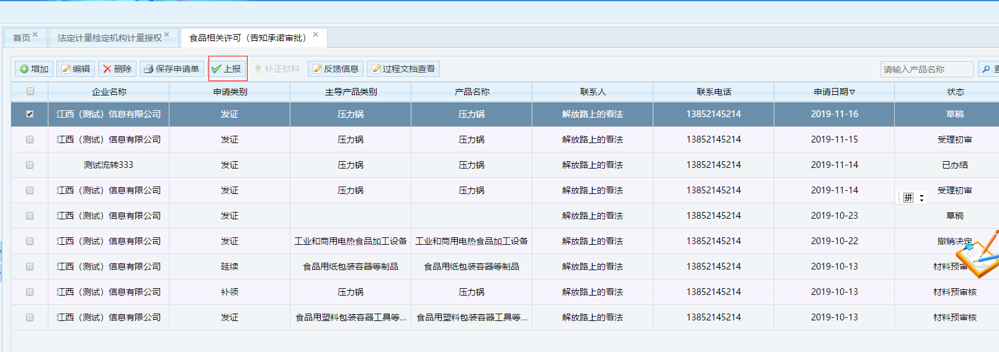 首页 法定计量检定机构计量授权 食品相关许可（告知承诺审批）
增加 编辑 删除 保存申请单 上报 补正材料 反馈信息 过程文档查看 请输入产品名称
企业名称 申请类别 主导产品类别 产品名称 联系人 联系电话 申请日期 状态
江西（测试）信息有限公司 发证 压力锅 压力锅 解放路上的看法 13852145214 2019-11-16 草稿
江西（测试）信息有限公司 发证 压力锅 压力锅 解放路上的看法 13852145214 2019-11-15 受理初审
测试流转333 发证 压力锅 压力锅 解放路上的看法 13852145214 2019-11-14 已办结
江西（测试）信息有限公司 发证 压力锅 压力锅 解放路上的看法 13852145214 2019-11-14 受理初审
拼
江西（测试）信息有限公司 发证 解放路上的看法 13852145214 2019-10-23 草稿
江西（测试）信息有限公司 发证 工业和商用电热食品加工设备 工业和商用电热食品加工设备 解放路上的看法 13852145214 2019-10-22 撤销决定
江西（测试）信息有限公司 延续 食品用纸包装容器等制品 食品用纸包装容器等制品 解放路上的看法 13852145214 2019-10-13 材料预审
江西（测试）信息有限公司 补领 压力锅 压力锅 解放路上的看法 13852145214 2019-10-13 材料预审核
江西（测试）信息有限公司 发证 食品用塑料包装容器工具等... 食品用塑料包装容器工具等... 解放路上的看法 13852145214 2019-10-13 材料预审核